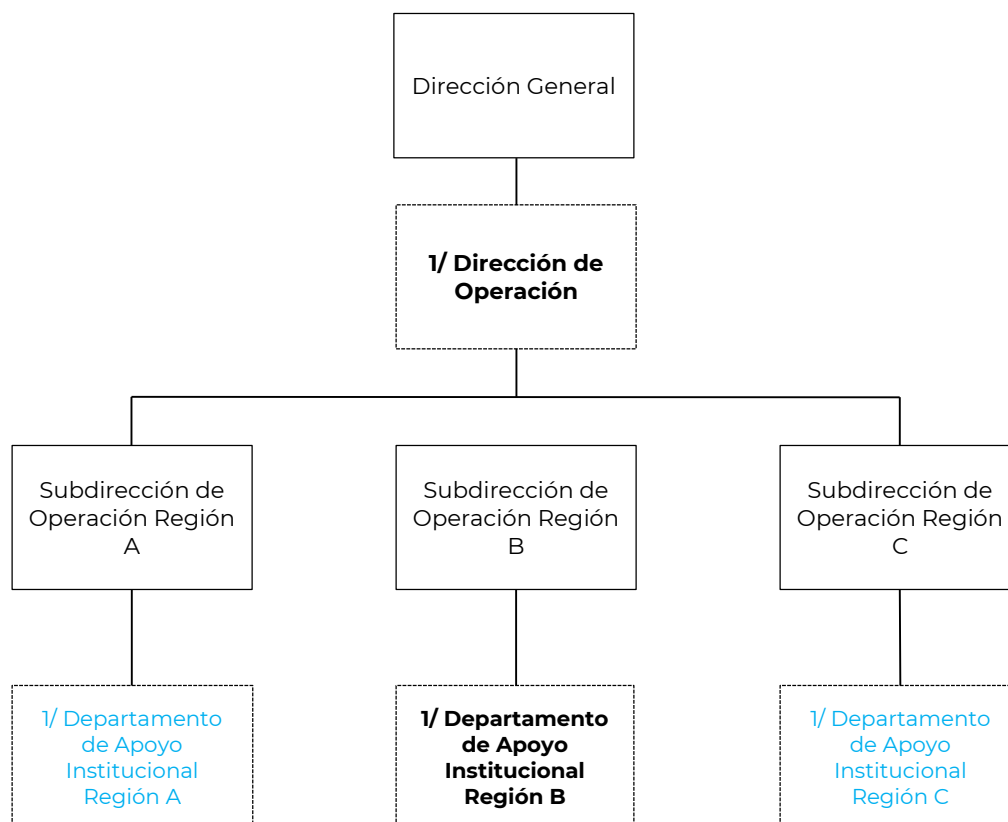 Dirección General
1/ Dirección de
Operación
Subdirección de
Operación Región
A
Subdirección de
Operación Región
B
Subdirección de
Operación Región
C
1/ Departamento
de Apoyo
Institucional
Región A
1/ Departamento
de Apoyo
Institucional
Región B
1/ Departamento
de Apoyo
Institucional
Región C